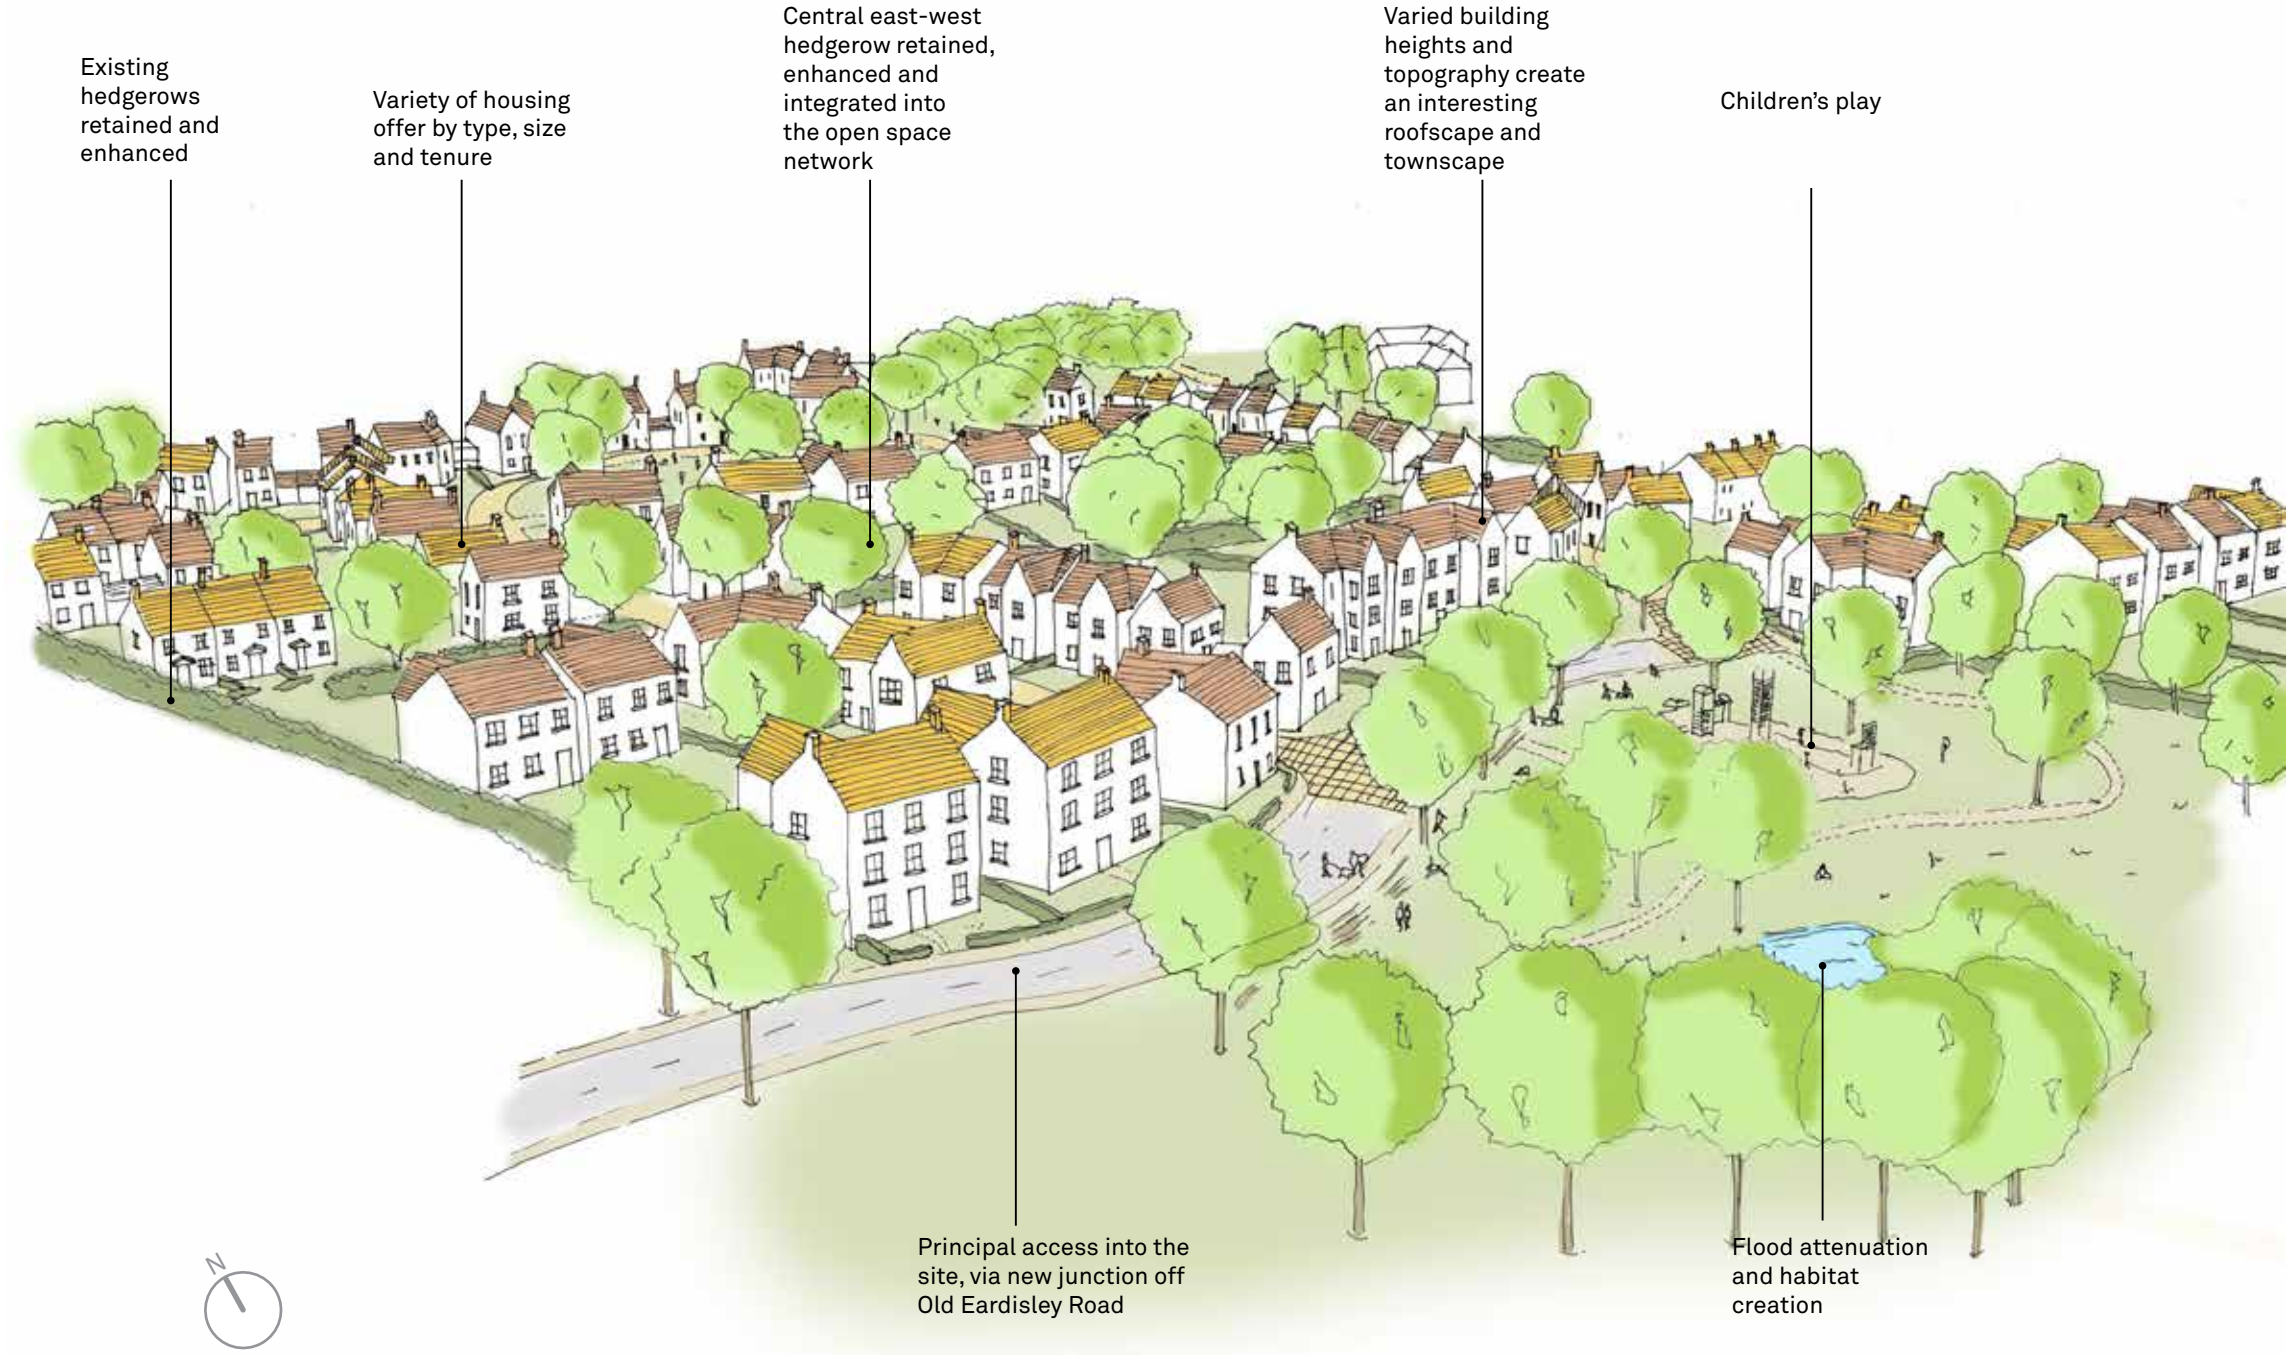 Existing
hedgerows
retained and
enhanced
Variety of housing
offer by type, size
and tenure
Central east-west
hedgerow retained,
enhanced and
integrated into
the open space
network
Varied building
heights and
topography create
an interesting
roofscape and
townscape
Children’s play
Principal access into the
site, via new junction off
Old Eardisley Road
Flood attenuation
and habitat
creation
N